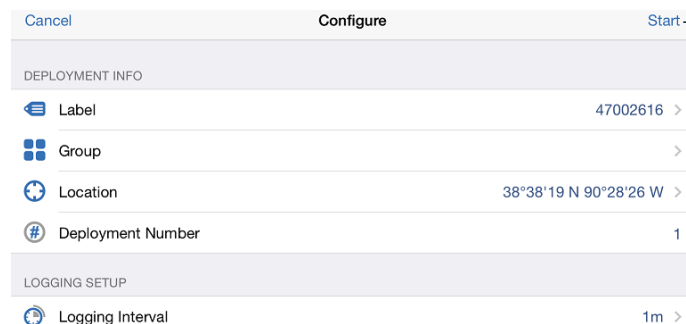 Cancel Configure Start
DEPLOYMENT INFO
Label 47002616
Group
Location 38°38'19 N 90°28'26 W
# Deployment Number 1
LOGGING SETUP
Logging Interval 1m